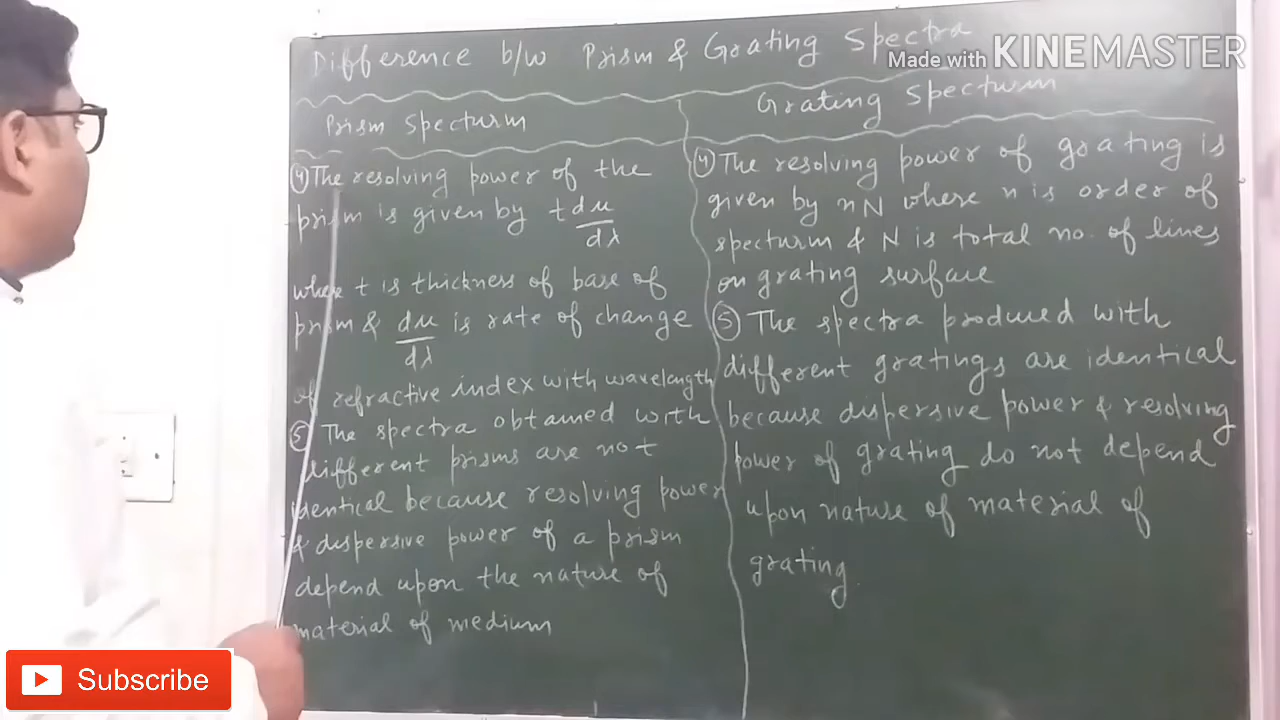 Difference b/w Prism & Grating Spectra
Made with KINEMASTER
Prism Specturm
④ The resolving power of the
prism is given by t dμ/dλ
where t is thickness of base of
prism & dμ/dλ is rate of change
of refractive index with wavelength
⑤ The spectra obtained with
different prisms are not
identical because resolving power
& dispersive power of a prism
depend upon the nature of
material of medium
Grating Specturm
④ The resolving power of grating is
given by nN where n is order of
specturm & N is total no. of lines
on grating surface
⑤ The spectra produced with
different gratings are identical
because dispersive power & resolving
power of grating do not depend
upon nature of material of
grating.
Subscribe